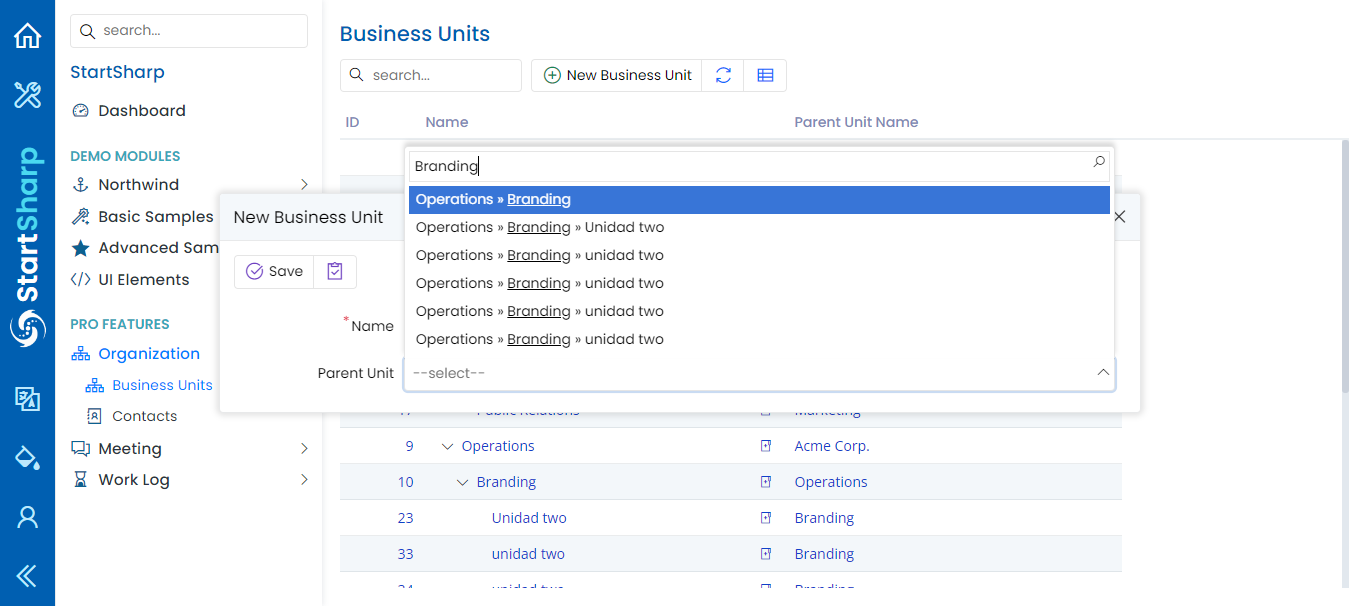 search...
StartSharp
Dashboard
DEMO MODULES
Northwind
Basic Samples
Advanced Sam
UI Elements
PRO FEATURES
Organization
Business Units
Contacts
Meeting
Work Log
StartSharp
Business Units
search...
New Business Unit
ID Name Parent Unit Name
New Business Unit
Save
*Name
Parent Unit
Branding
Operations » Branding
Operations » Branding » Unidad two
Operations » Branding » unidad two
Operations » Branding » unidad two
Operations » Branding » unidad two
Operations » Branding » unidad two
--select--
Public Relations Marketing
9 Operations Acme Corp.
10 Branding Operations
23 Unidad two Branding
33 unidad two Branding
unidad two Branding